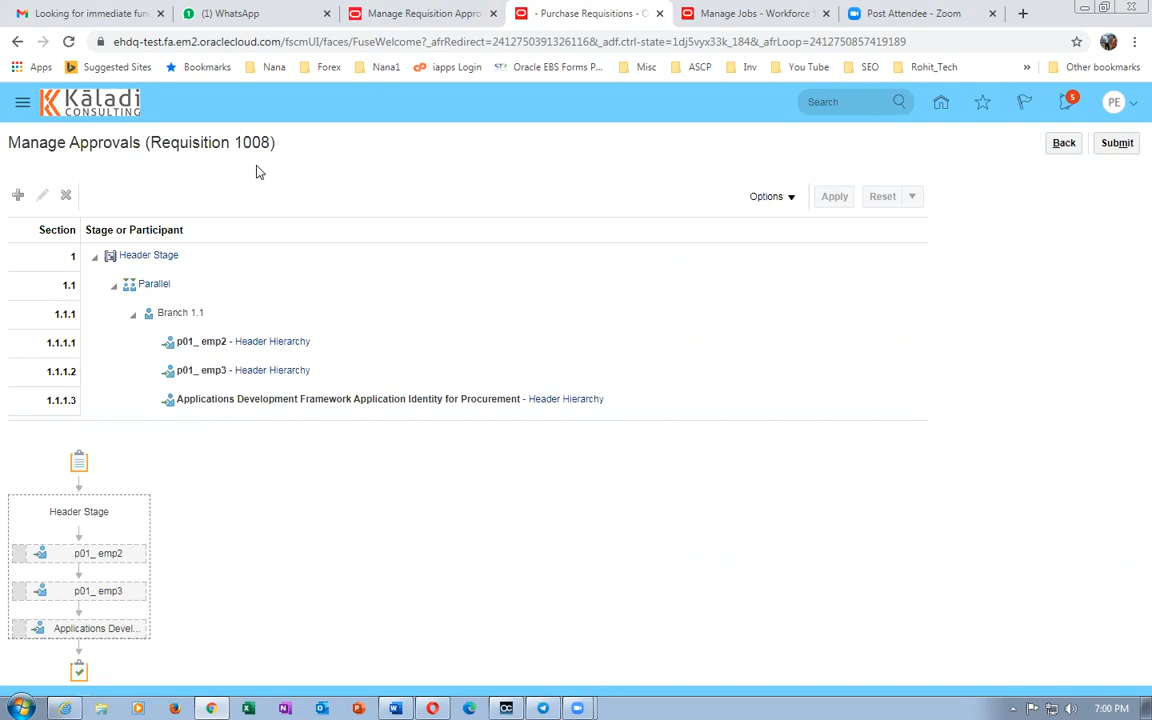 Looking for immediate fun
(1) WhatsApp
Manage Requisition Appro
- Purchase Requisitions - O
Manage Jobs - Workforce S
Post Attendee - Zoom
ehdq-test.fa.em2.oraclecloud.com/fscmUI/faces/FuseWelcome?_afrRedirect=2412750391326116&_adf.ctrl-state=1dj5vyx33k_184&_afrLoop=2412750857419189
Apps
Suggested Sites
Bookmarks
Nana
Forex
Nana1
iapps Login
Oracle EBS Forms P...
Misc
ASCP
Inv
You Tube
SEO
Rohit_Tech
»
Other bookmarks
Kāladi
CONSULTING
Search
5
PE
Manage Approvals (Requisition 1008)
Back
Submit
Options
Apply
Reset
Section Stage or Participant
1 Header Stage
1.1 Parallel
1.1.1 Branch 1.1
1.1.1.1 p01_ emp2 - Header Hierarchy
1.1.1.2 p01_ emp3 - Header Hierarchy
1.1.1.3 Applications Development Framework Application Identity for Procurement - Header Hierarchy
Header Stage
p01_ emp2
p01_ emp3
Applications Devel...
7:00 PM